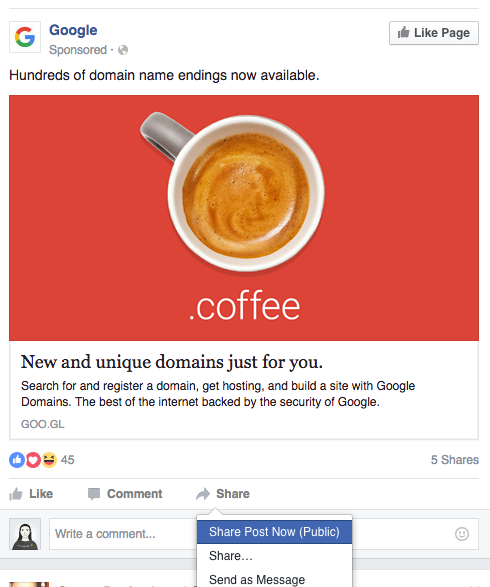 Google
Like Page
Sponsored ·
Hundreds of domain name endings now available.
.coffee
New and unique domains just for you.
Search for and register a domain, get hosting, and build a site with Google
Domains. The best of the internet backed by the security of Google.
GOO.GL
45
5 Shares
Like
Comment
Share
Write a comment...
Share Post Now (Public)
Share...
Send as Message